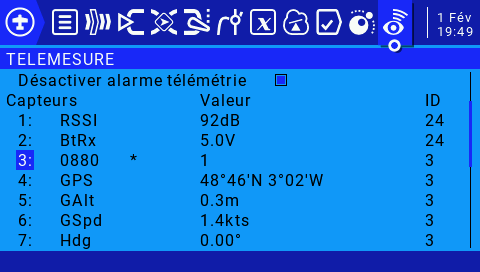 1 Fév
19:49
TELEMESURE
Désactiver alarme télémétrie
Capteurs Valeur ID
1: RSSI 92dB 24
2: BtRx 5.0V 24
3: 0880 * 1 3
4: GPS 48°46'N 3°02'W 3
5: GAlt 0.3m 3
6: GSpd 1.4kts 3
7: Hdg 0.00° 3